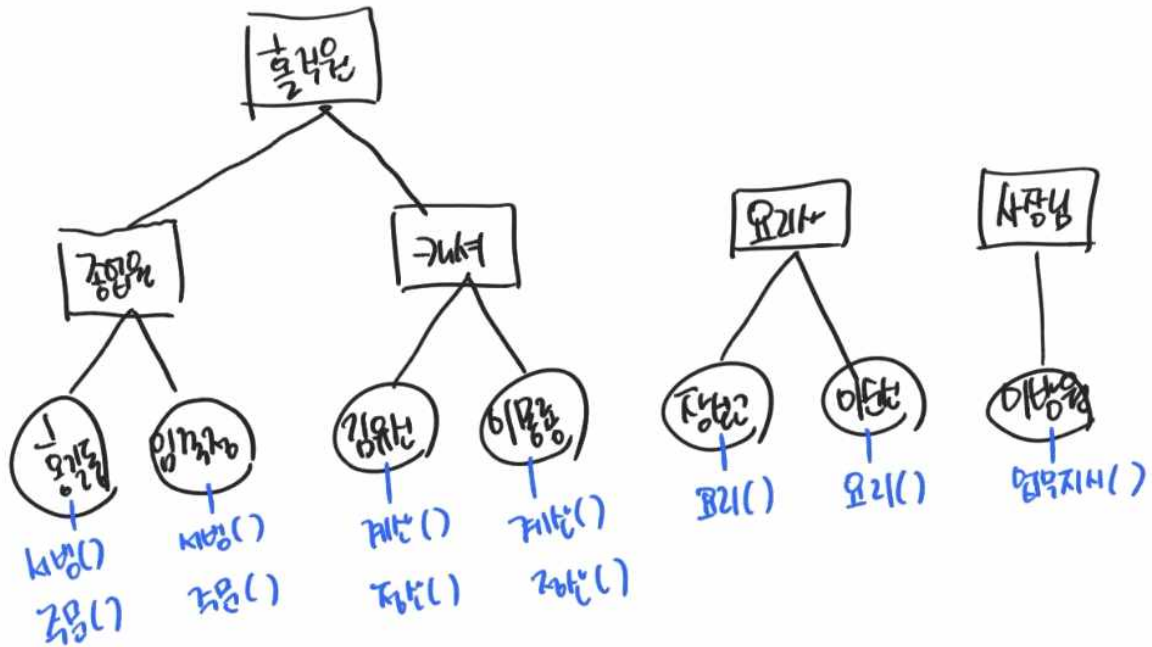 홀직원
종업원
캐셔
요리사
사장님
홍길동
임꺽정
김유신
이몽룡
장보고
이순신
이방원
서빙()
주문()
서빙()
주문()
계산()
정산()
계산()
정산()
요리()
요리()
업무지시()